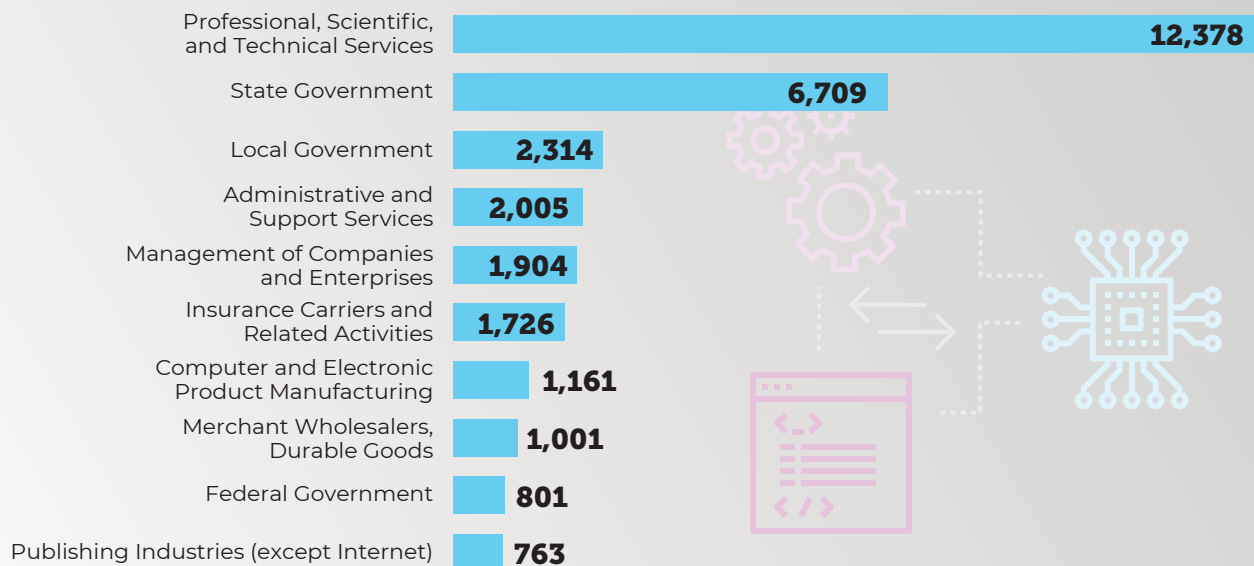 Professional, Scientific,
and Technical Services
12,378
State Government
6,709
Local Government
2,314
Administrative and
Support Services
2,005
Management of Companies
and Enterprises
1,904
Insurance Carriers and
Related Activities
1,726
Computer and Electronic
Product Manufacturing
1,161
Merchant Wholesalers,
Durable Goods
1,001
Federal Government
801
Publishing Industries (except Internet)
763